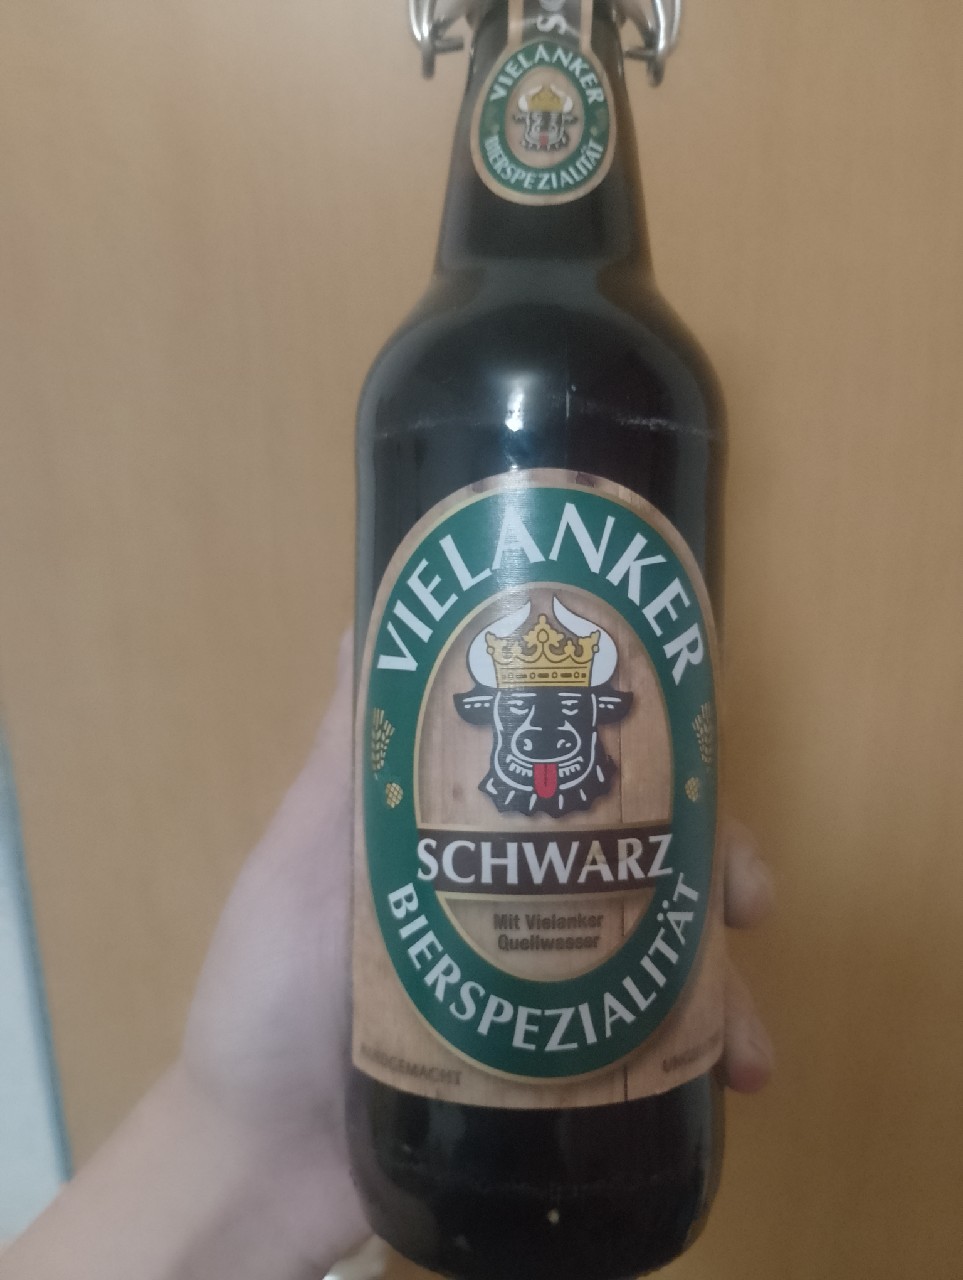 VIELANKER
BIERSPEZIALITÄT
VIELANKER
SCHWARZ
Mit Vielanker
Quellwasser
BIERSPEZIALITÄT